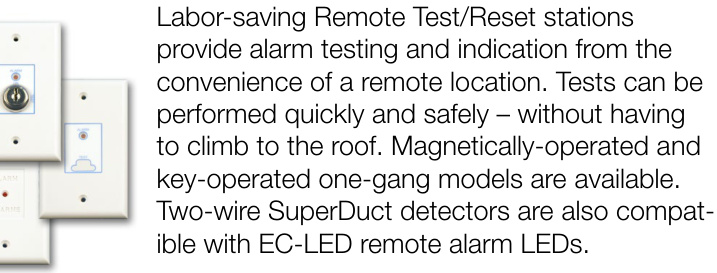 Labor-saving Remote Test/Reset stations
provide alarm testing and indication from the
convenience of a remote location. Tests can be
performed quickly and safely – without having
to climb to the roof. Magnetically-operated and
key-operated one-gang models are available.
Two-wire SuperDuct detectors are also compat-
ible with EC-LED remote alarm LEDs.